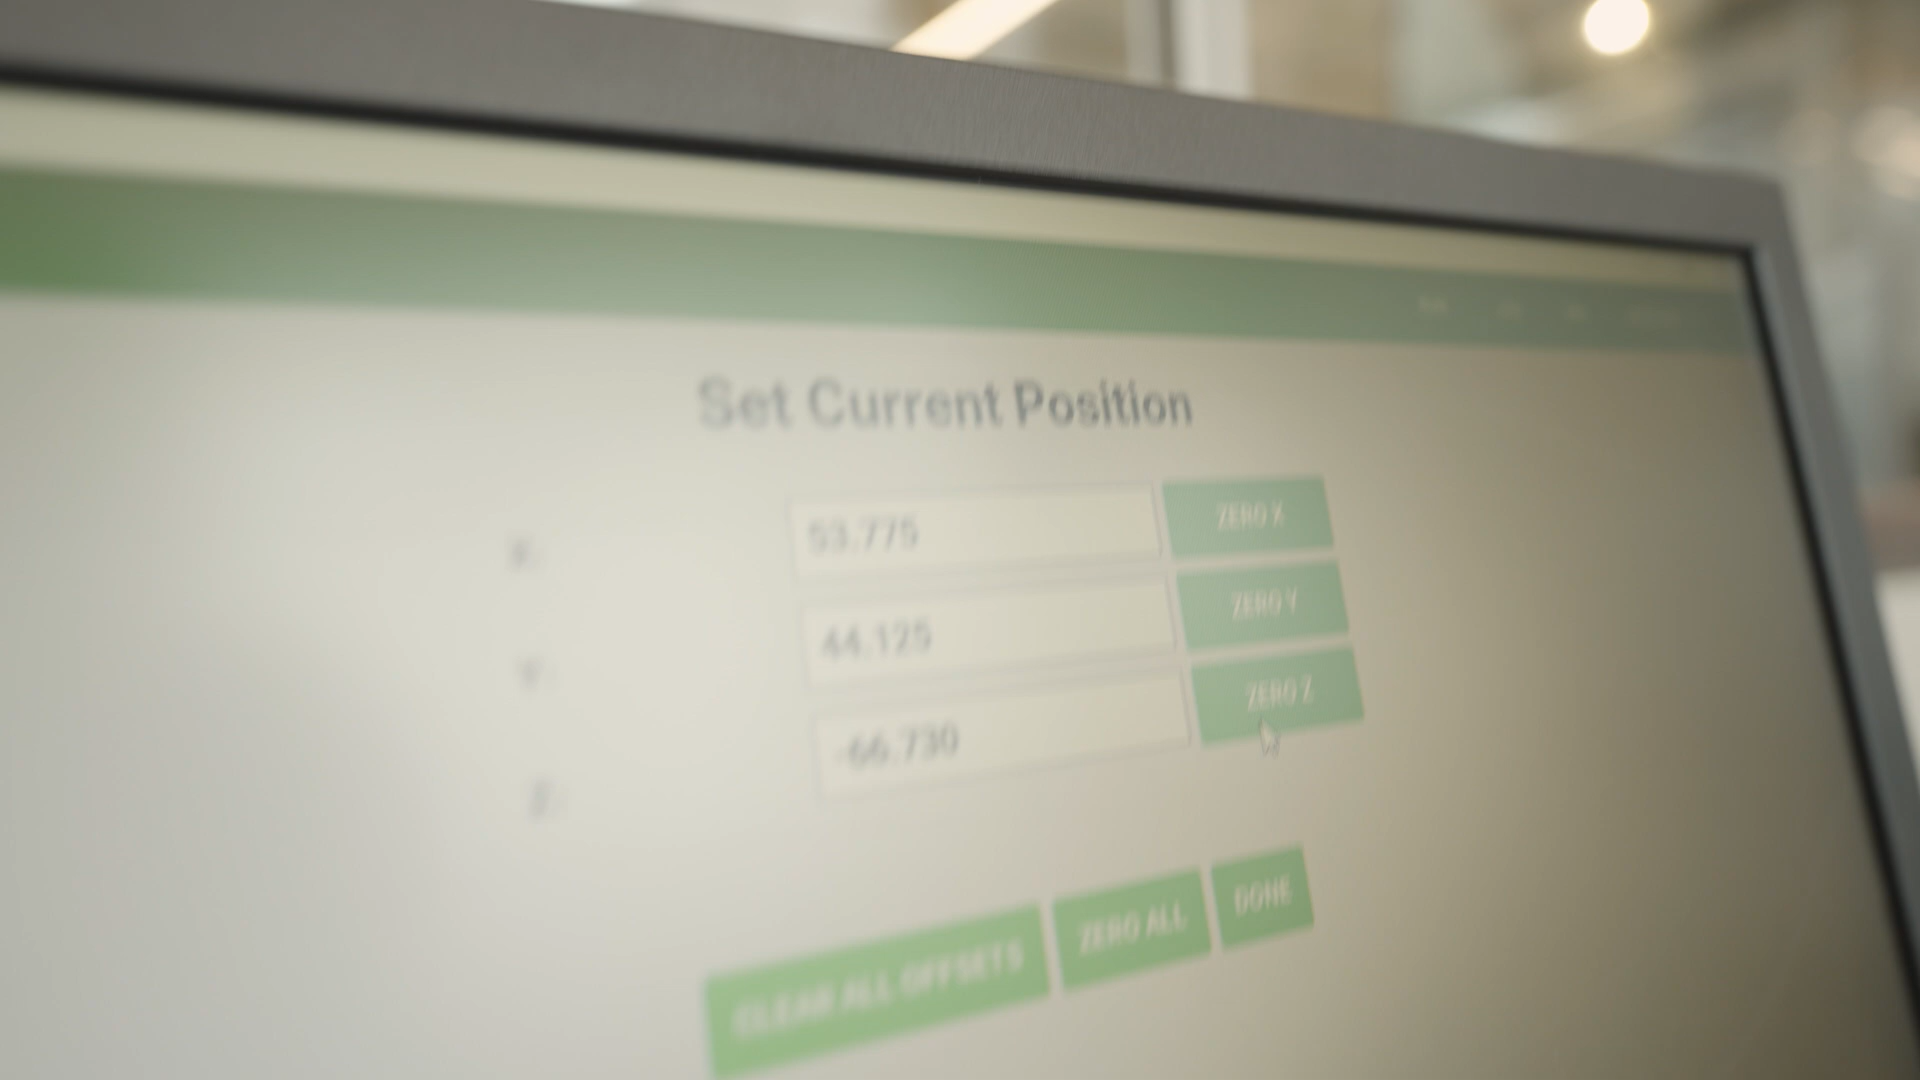 Set Current Position
X: 53.775 ZERO X
Y: 44.125 ZERO Y
Z: -66.730 ZERO Z
CLEAR ALL OFFSETS ZERO ALL DONE